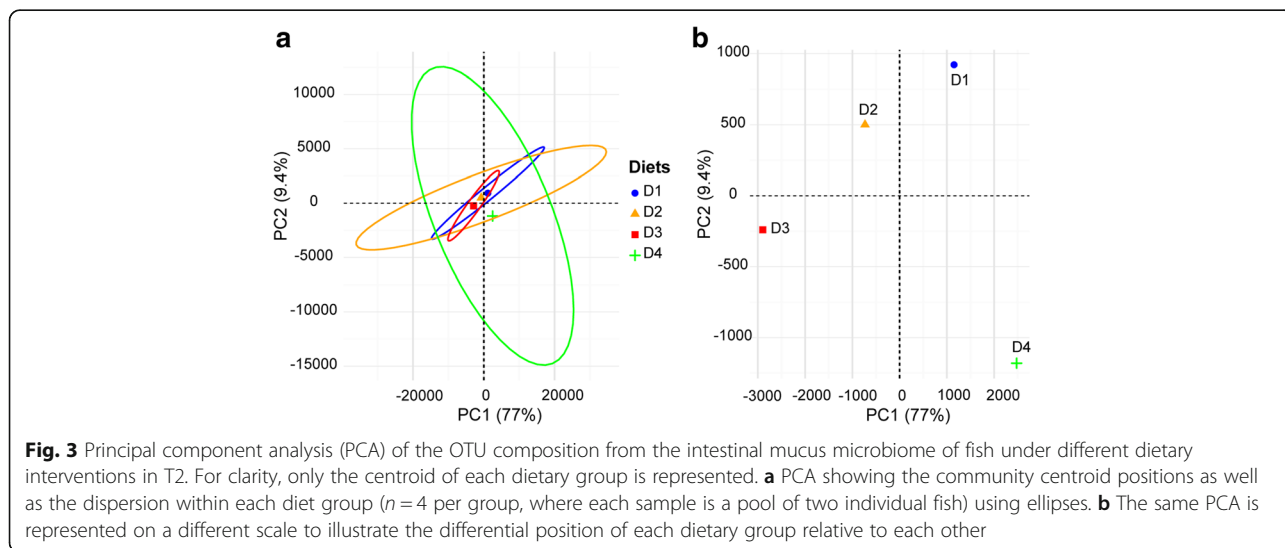 a
b
10000
5000
0
-5000
-10000
-15000
PC2 (9.4%)
-20000
0
20000
PC1 (77%)
Diets
D1
D2
D3
D4
1000
500
0
-500
-1000
PC2 (9.4%)
D1
D2
D3
D4
-3000
-2000
-1000
0
1000
2000
PC1 (77%)
Fig. 3 Principal component analysis (PCA) of the OTU composition from the intestinal mucus microbiome of fish under different dietary
interventions in T2. For clarity, only the centroid of each dietary group is represented. a PCA showing the community centroid positions as well
as the dispersion within each diet group (n = 4 per group, where each sample is a pool of two individual fish) using ellipses. b The same PCA is
represented on a different scale to illustrate the differential position of each dietary group relative to each other